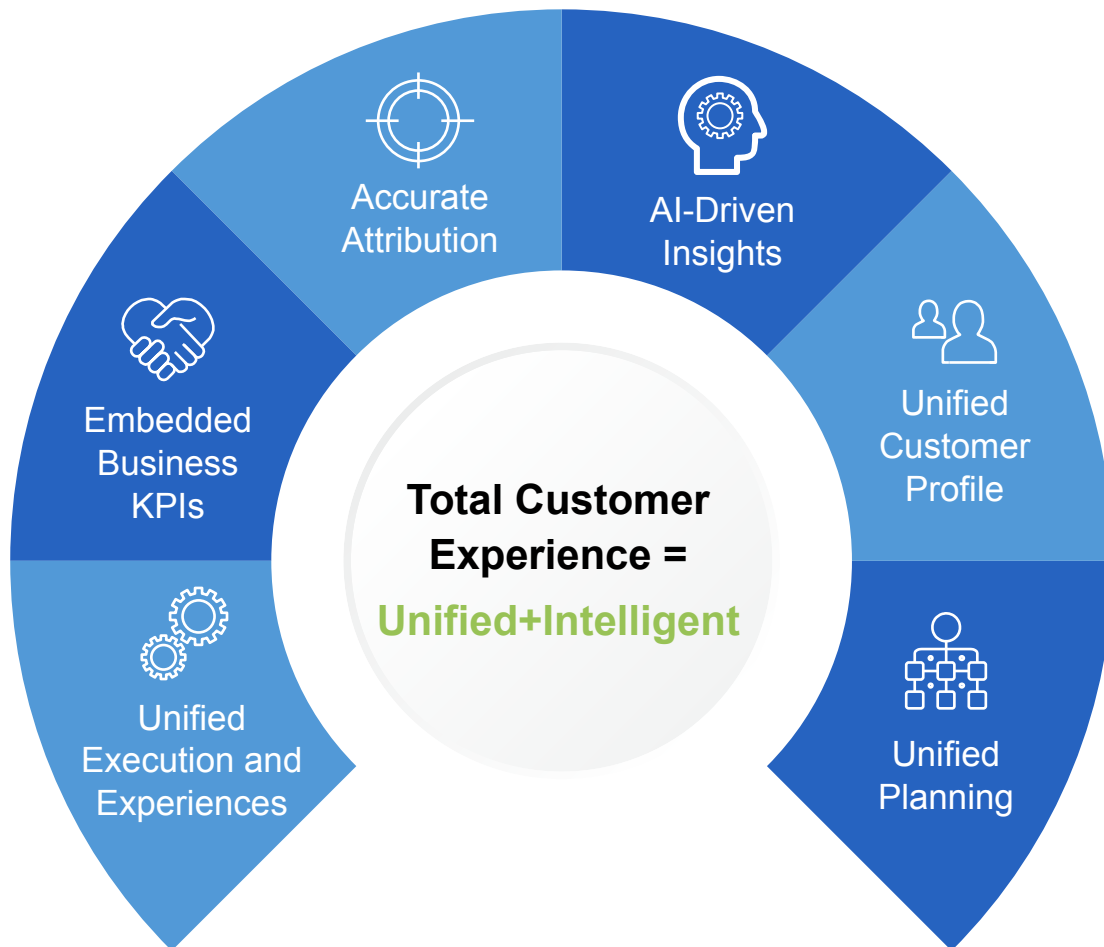 Accurate
Attribution
AI-Driven
Insights
Embedded
Business
KPIs
Unified
Customer
Profile
Total Customer
Experience =
Unified+Intelligent
Unified
Execution and
Experiences
Unified
Planning